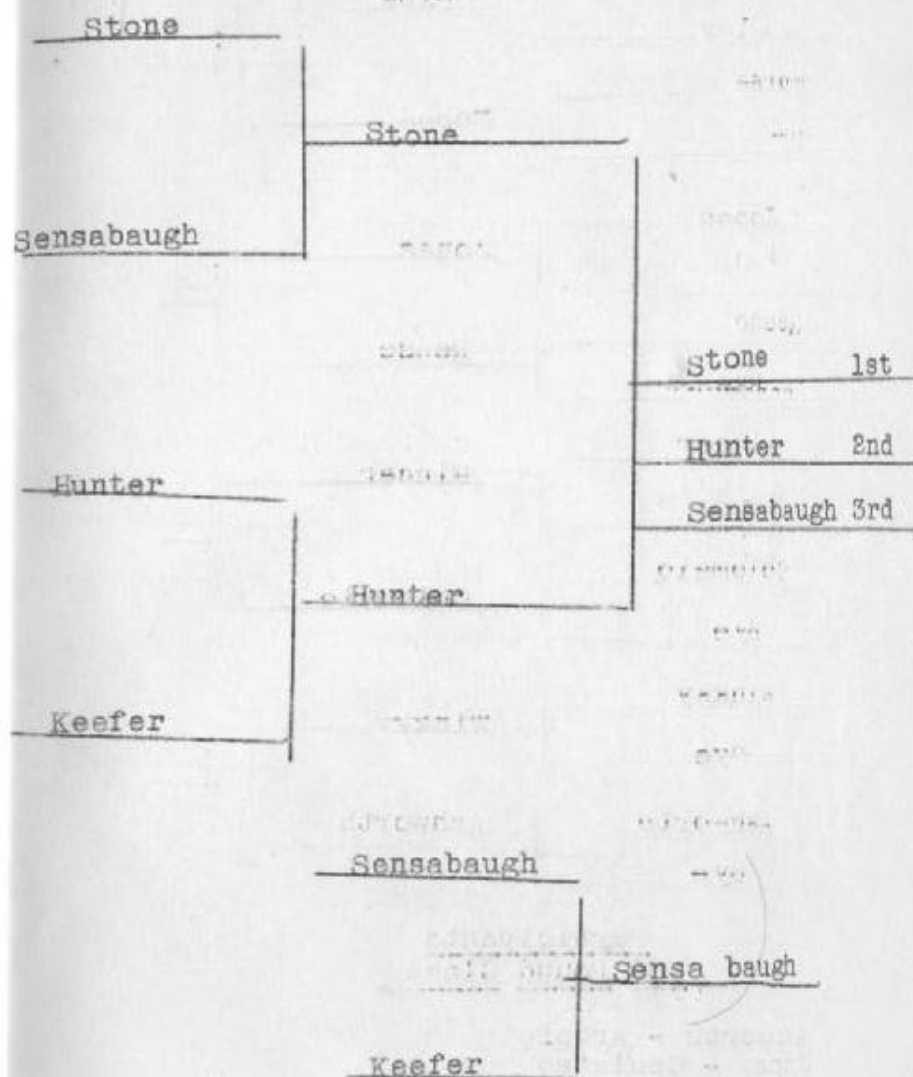 Stone
Stone
Sensabaugh
Stone 1st
Hunter 2nd
Hunter
Sensabaugh 3rd
Hunter
Keefer
Sensabaugh
Sensa baugh
Keefer